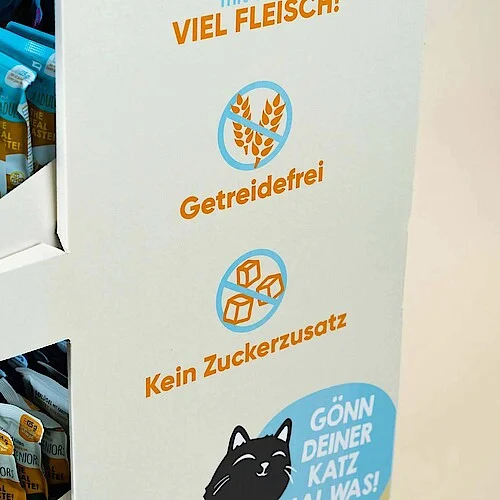 VIEL FLEISCH!
Getreidefrei
Kein Zuckerzusatz
GÖNN
DEINER
KATZ
WAS!